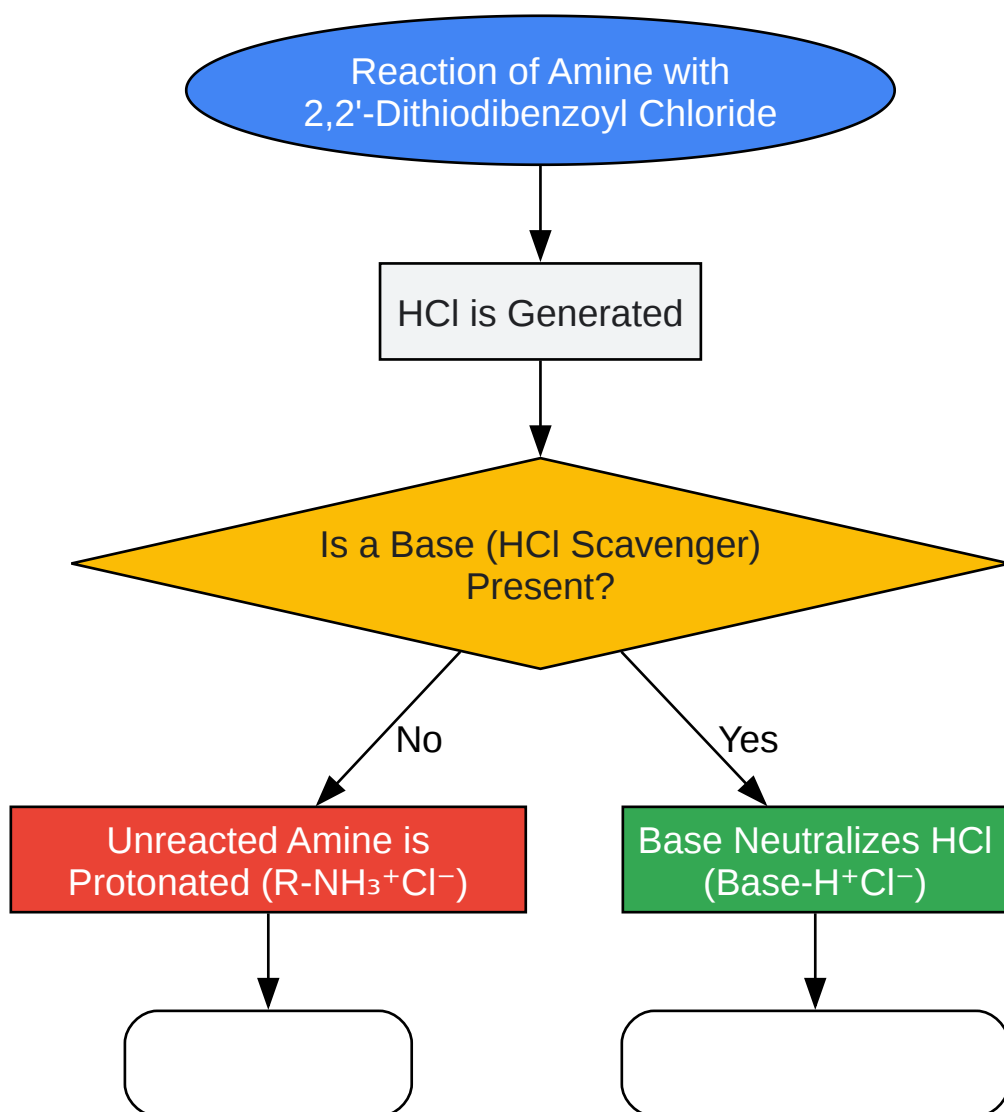 Reaction of Amine with
2,2'-Dithiodibenzoyl Chloride
HCl is Generated
Is a Base (HCl Scavenger)
Present?
No
Yes
Unreacted Amine is
Protonated (R-NH₃⁺Cl⁻)
Base Neutralizes HCl
(Base-H⁺Cl⁻)